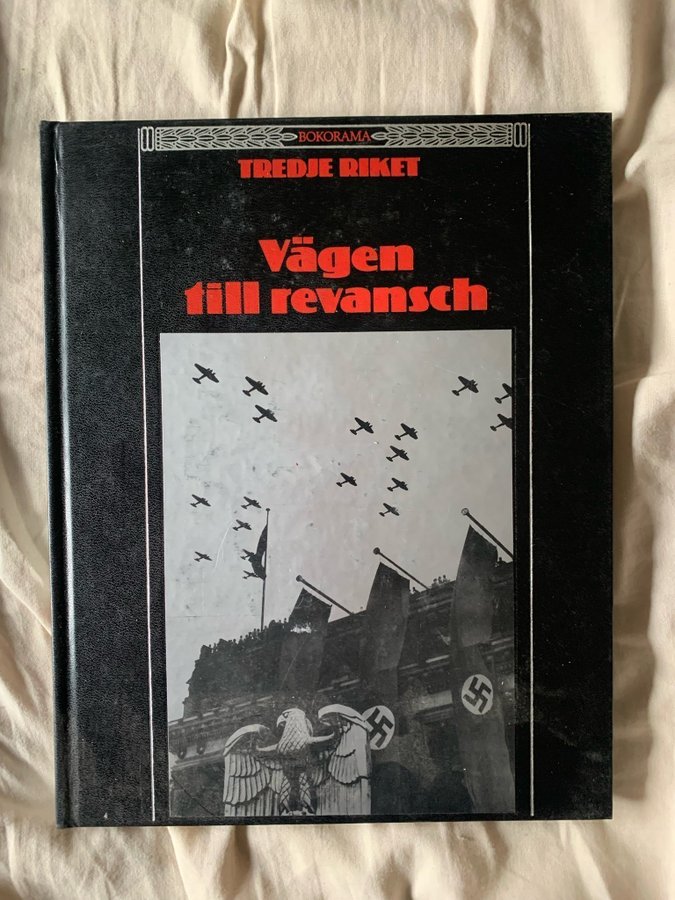 BOKORAMA
TREDJE RIKET
Vägen
till revansch